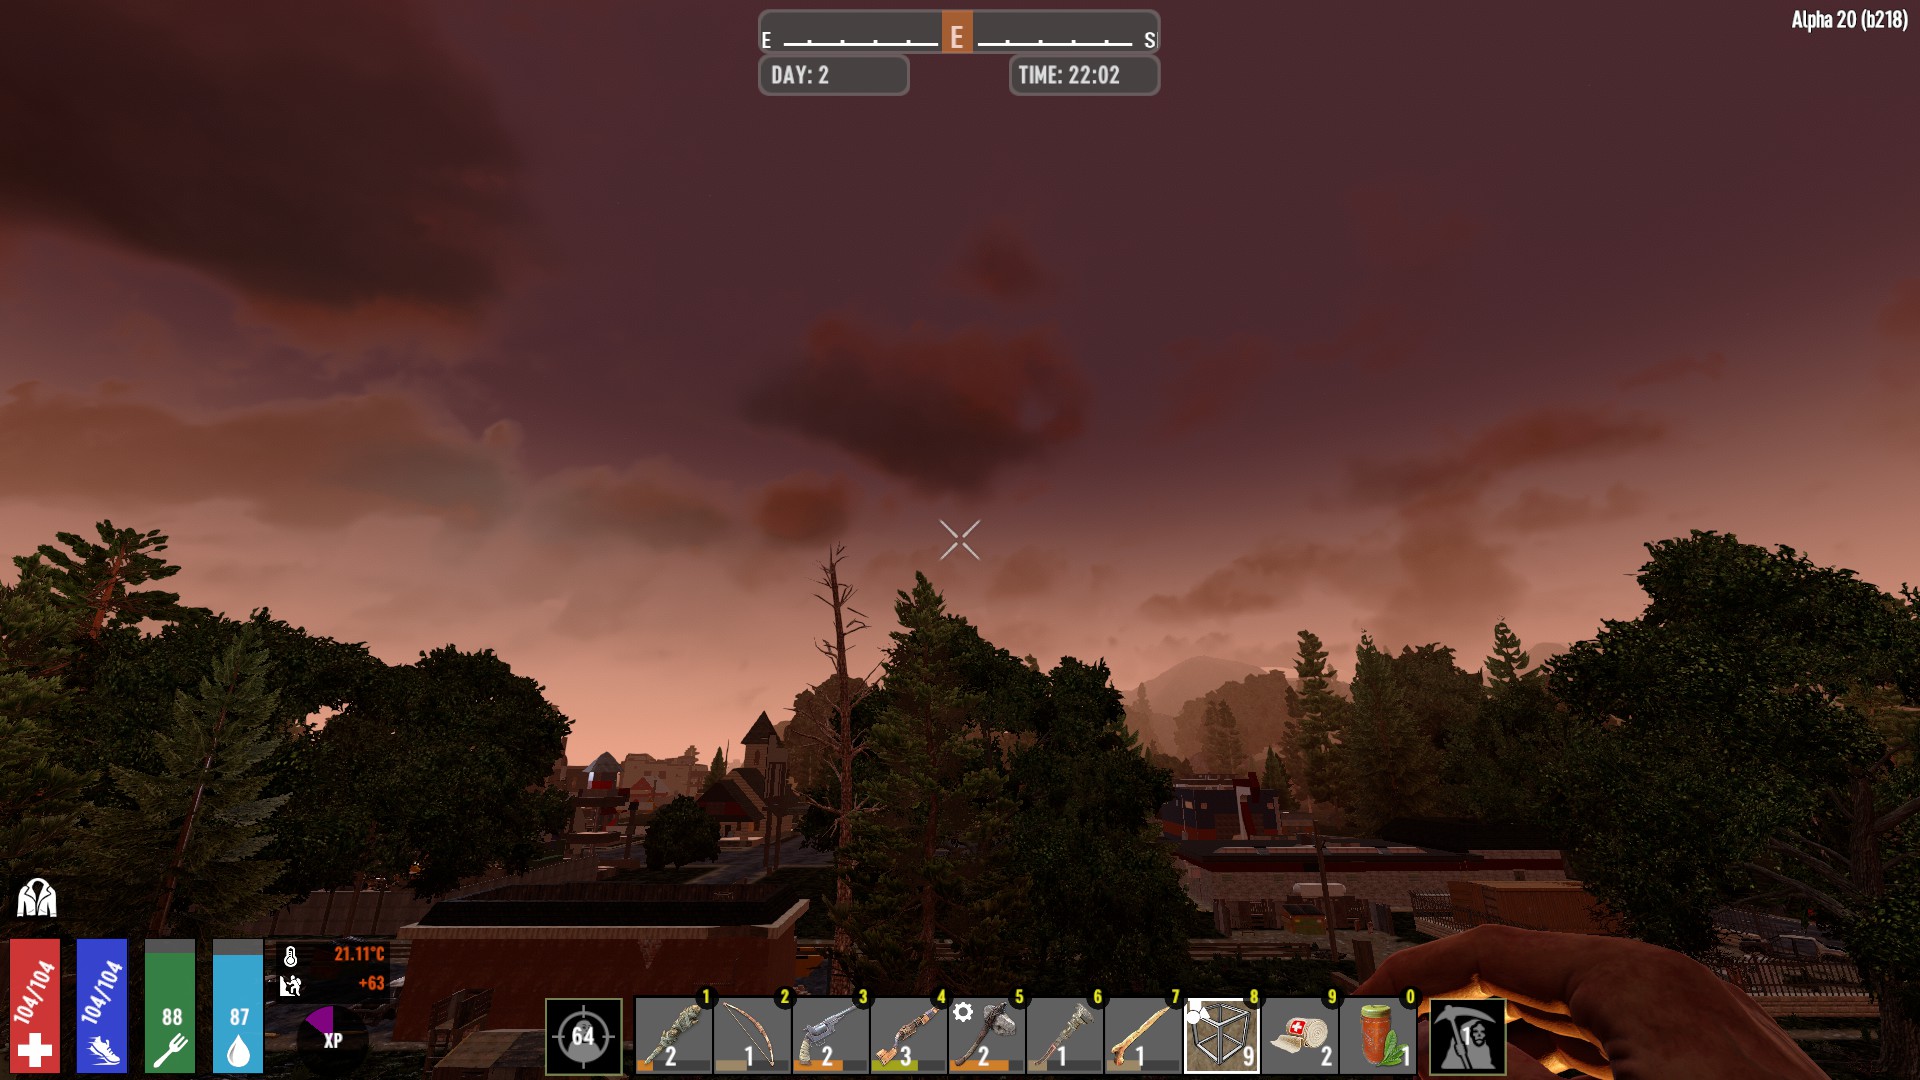 Alpha 20 (b218)
E E S
DAY: 2 TIME: 22:02
21.11°C
+63
104/104 104/104 88 87
XP
64
1 2 3 4 5 6 7 8 9 0
2 1 2 3 2 1 1 9 2 1
1